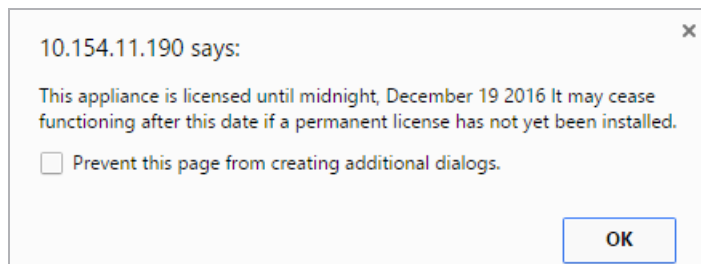 10.154.11.190 says:
This appliance is licensed until midnight, December 19 2016 It may cease
functioning after this date if a permanent license has not yet been installed.
Prevent this page from creating additional dialogs.
OK